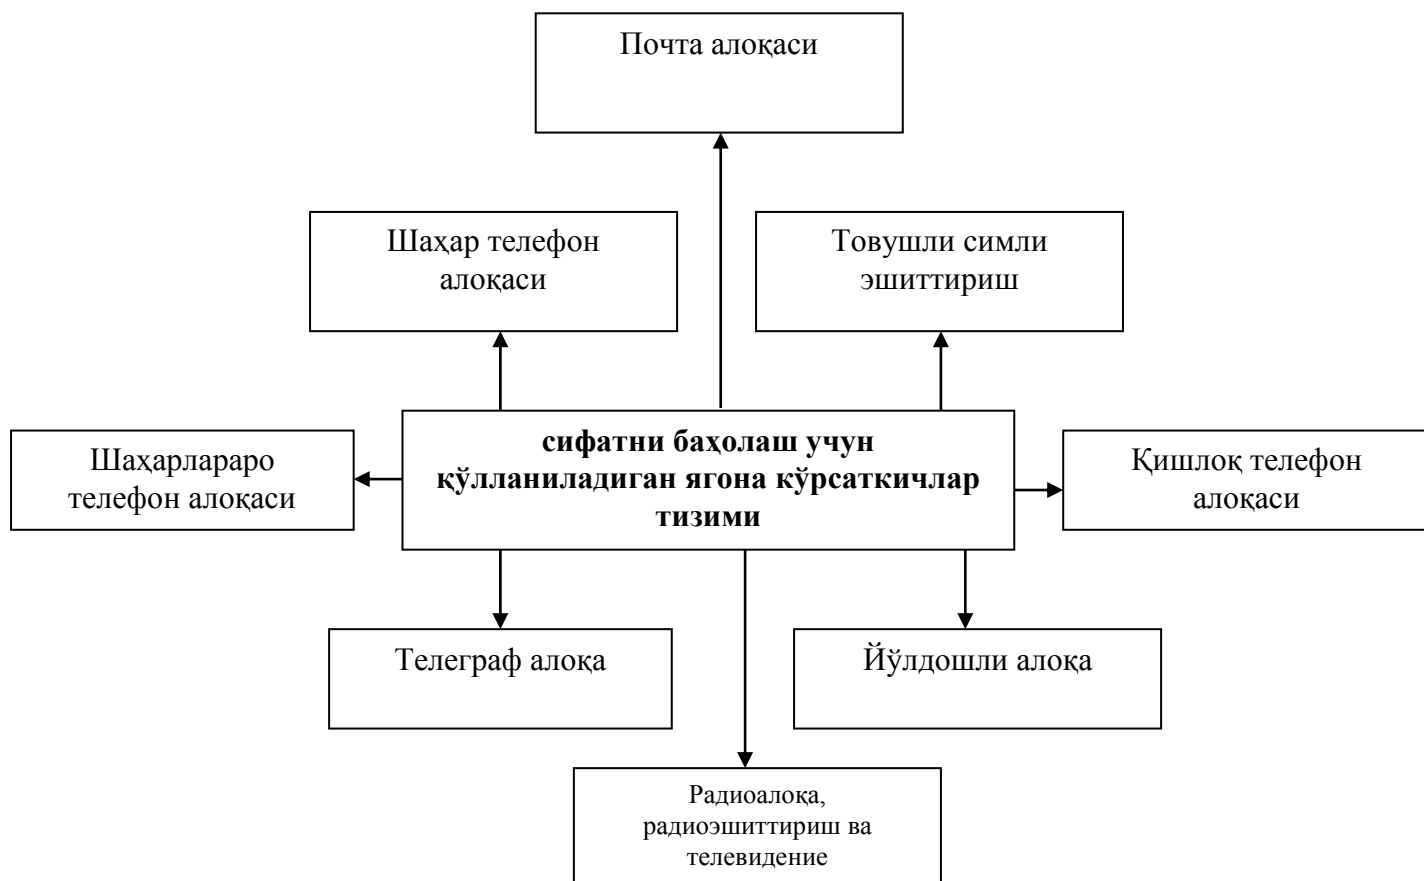 Почта алоқаси
Шаҳар телефон
алоқаси
Товушли симли
эшиттириш
Шаҳарлараро
телефон алоқаси
сифатни баҳолаш учун
қўлланиладиган ягона кўрсаткичлар
тизими
Қишлоқ телефон
алоқаси
Телеграф алоқа
Йўлдошли алоқа
Радиоалоқа,
радиоэшиттириш ва
телевидение